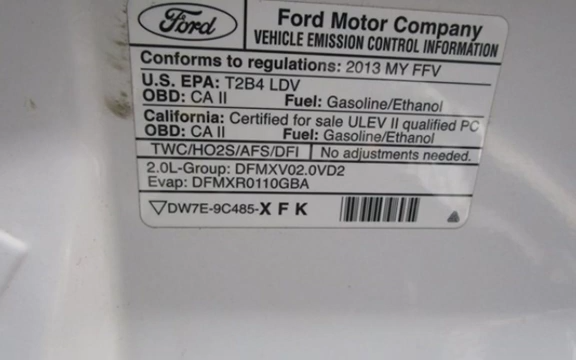 Ford
Ford Motor Company
VEHICLE EMISSION CONTROL INFORMATION
Conforms to regulations: 2013 MY FFV
U.S. EPA: T2B4 LDV
OBD: CA II Fuel: Gasoline/Ethanol
California: Certified for sale ULEV II qualified PC
OBD: CA II Fuel: Gasoline/Ethanol
TWC/HO2S/AFS/DFI No adjustments needed.
2.0L-Group: DFMXV02.0VD2
Evap: DFMXR0110GBA
DW7E-9C485-X F K